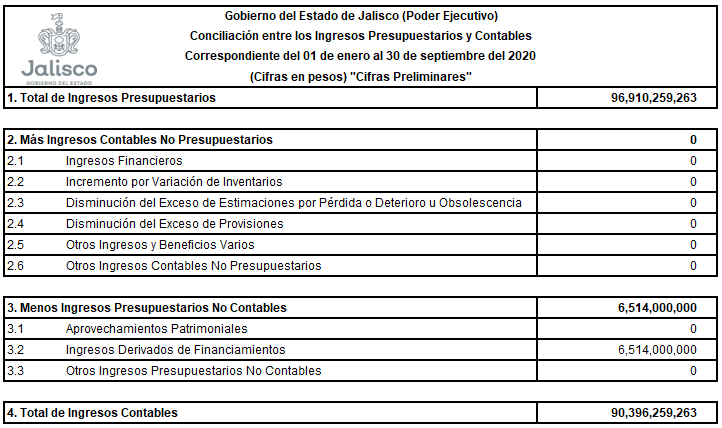 Gobierno del Estado de Jalisco (Poder Ejecutivo)
Conciliación entre los Ingresos Presupuestarios y Contables
Correspondiente del 01 de enero al 30 de septiembre del 2020
(Cifras en pesos) "Cifras Preliminares"
Jalisco
GOBIERNO DEL ESTADO
1. Total de Ingresos Presupuestarios 96,910,259,263
2. Más Ingresos Contables No Presupuestarios 0
2.1 Ingresos Financieros 0
2.2 Incremento por Variación de Inventarios 0
2.3 Disminución del Exceso de Estimaciones por Pérdida o Deterioro u Obsolescencia 0
2.4 Disminución del Exceso de Provisiones 0
2.5 Otros Ingresos y Beneficios Varios 0
2.6 Otros Ingresos Contables No Presupuestarios 0
3. Menos Ingresos Presupuestarios No Contables 6,514,000,000
3.1 Aprovechamientos Patrimoniales 0
3.2 Ingresos Derivados de Financiamientos 6,514,000,000
3.3 Otros Ingresos Presupuestarios No Contables 0
4. Total de Ingresos Contables 90,396,259,263